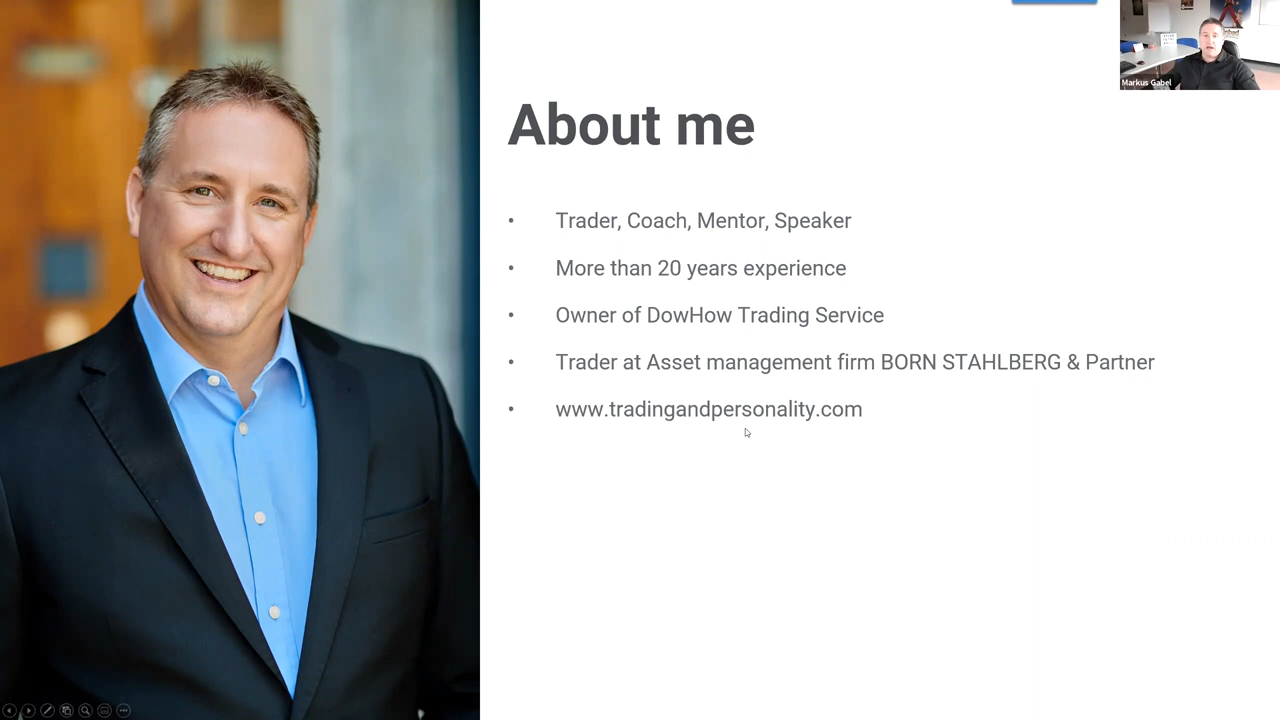 Markus Gabel
About me
• Trader, Coach, Mentor, Speaker
• More than 20 years experience
• Owner of DowHow Trading Service
• Trader at Asset management firm BORN STAHLBERG & Partner
• www.tradingandpersonality.com